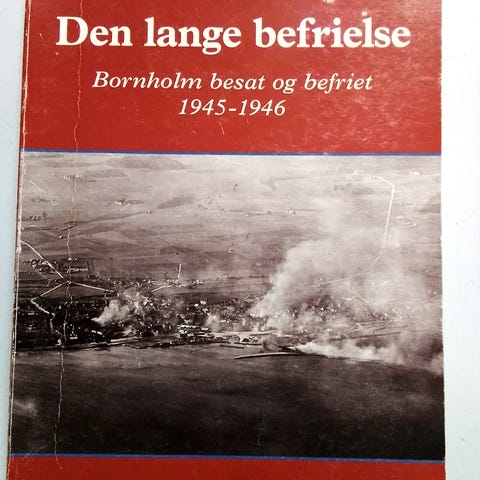 Den lange befrielse
Bornholm besat og befriet
1945-1946